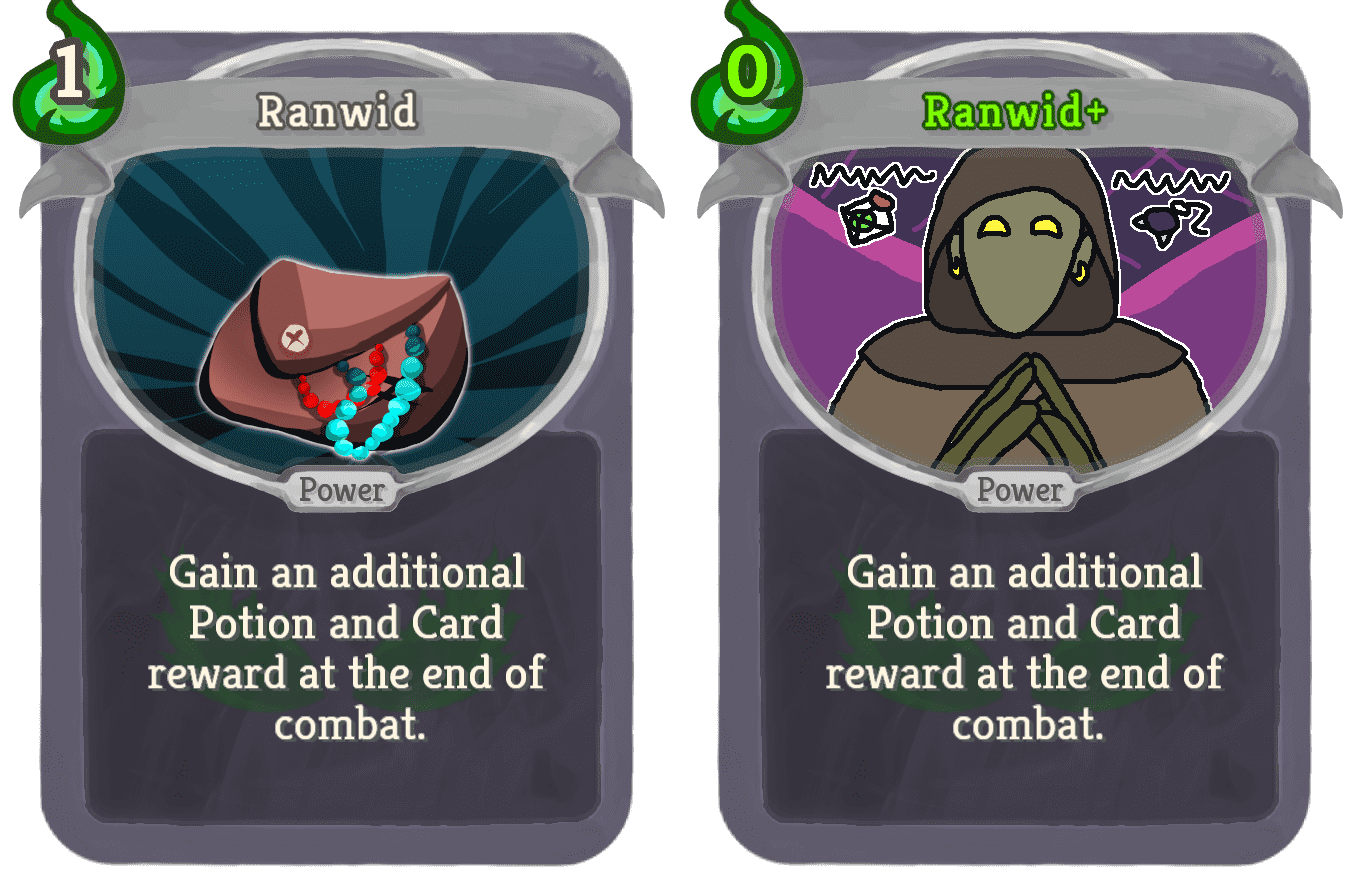 1
Ranwid
Power
Gain an additional
Potion and Card
reward at the end of
combat.
0
Ranwid+
Power
Gain an additional
Potion and Card
reward at the end of
combat.